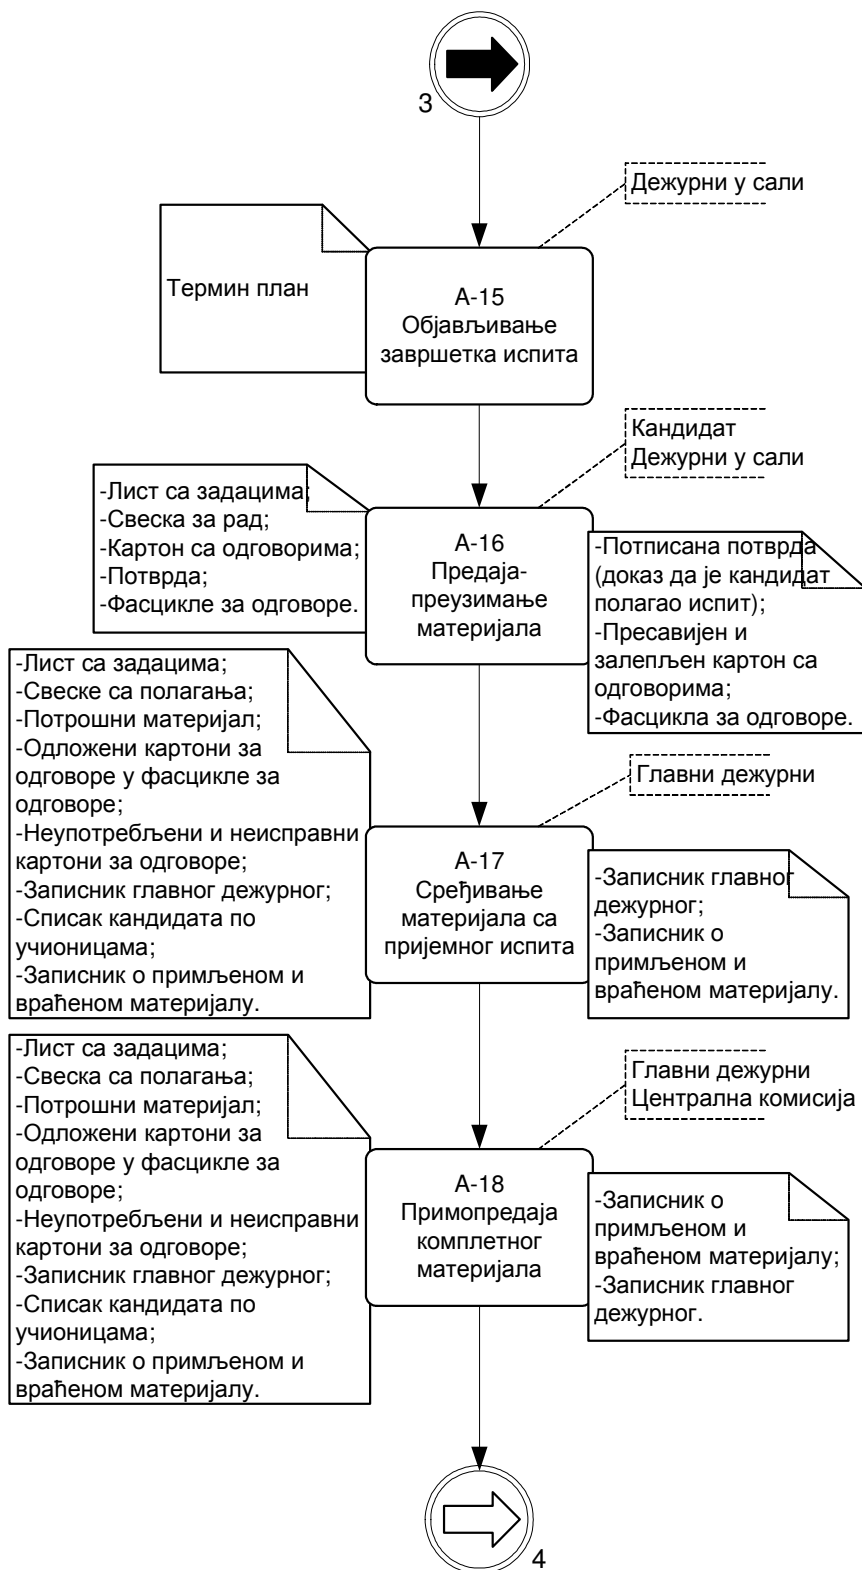 3
Дежурни у сали
Термин план
А-15
Објављивање
завршетка испита
Кандидат
Дежурни у сали
-Лист са задацима;
-Свеска за рад;
-Картон са одговорима;
-Потврда;
-Фасцикле за одговоре.
А-16
Предаја-
преузимање
материјала
-Потписана потврда
(доказ да је кандидат
полагао испит);
-Пресавијен и
залепљен картон са
одговорима;
-Фасцикла за одговоре.
-Лист са задацима;
-Свеске са полагања;
-Потрошни материјал;
-Одложени картони за
одговоре у фасцикле за
одговоре;
-Неупотребљени и неисправни
картони за одговоре;
-Записник главног дежурног;
-Списак кандидата по
учионицама;
-Записник о примљеном и
враћеном материјалу.
Главни дежурни
А-17
Сређивање
материјала са
пријемног испита
-Записник главног
дежурног;
-Записник о
примљеном и
враћеном материјалу.
-Лист са задацима;
-Свеска са полагања;
-Потрошни материјал;
-Одложени картони за
одговоре у фасцикле за
одговоре;
-Неупотребљени и неисправни
картони за одговоре;
-Записник главног дежурног;
-Списак кандидата по
учионицама;
-Записник о примљеном и
враћеном материјалу.
Главни дежурни
Централна комисија
А-18
Примопредаја
комплетног
материјала
-Записник о
примљеном и
враћеном материјалу;
-Записник главног
дежурног.
4